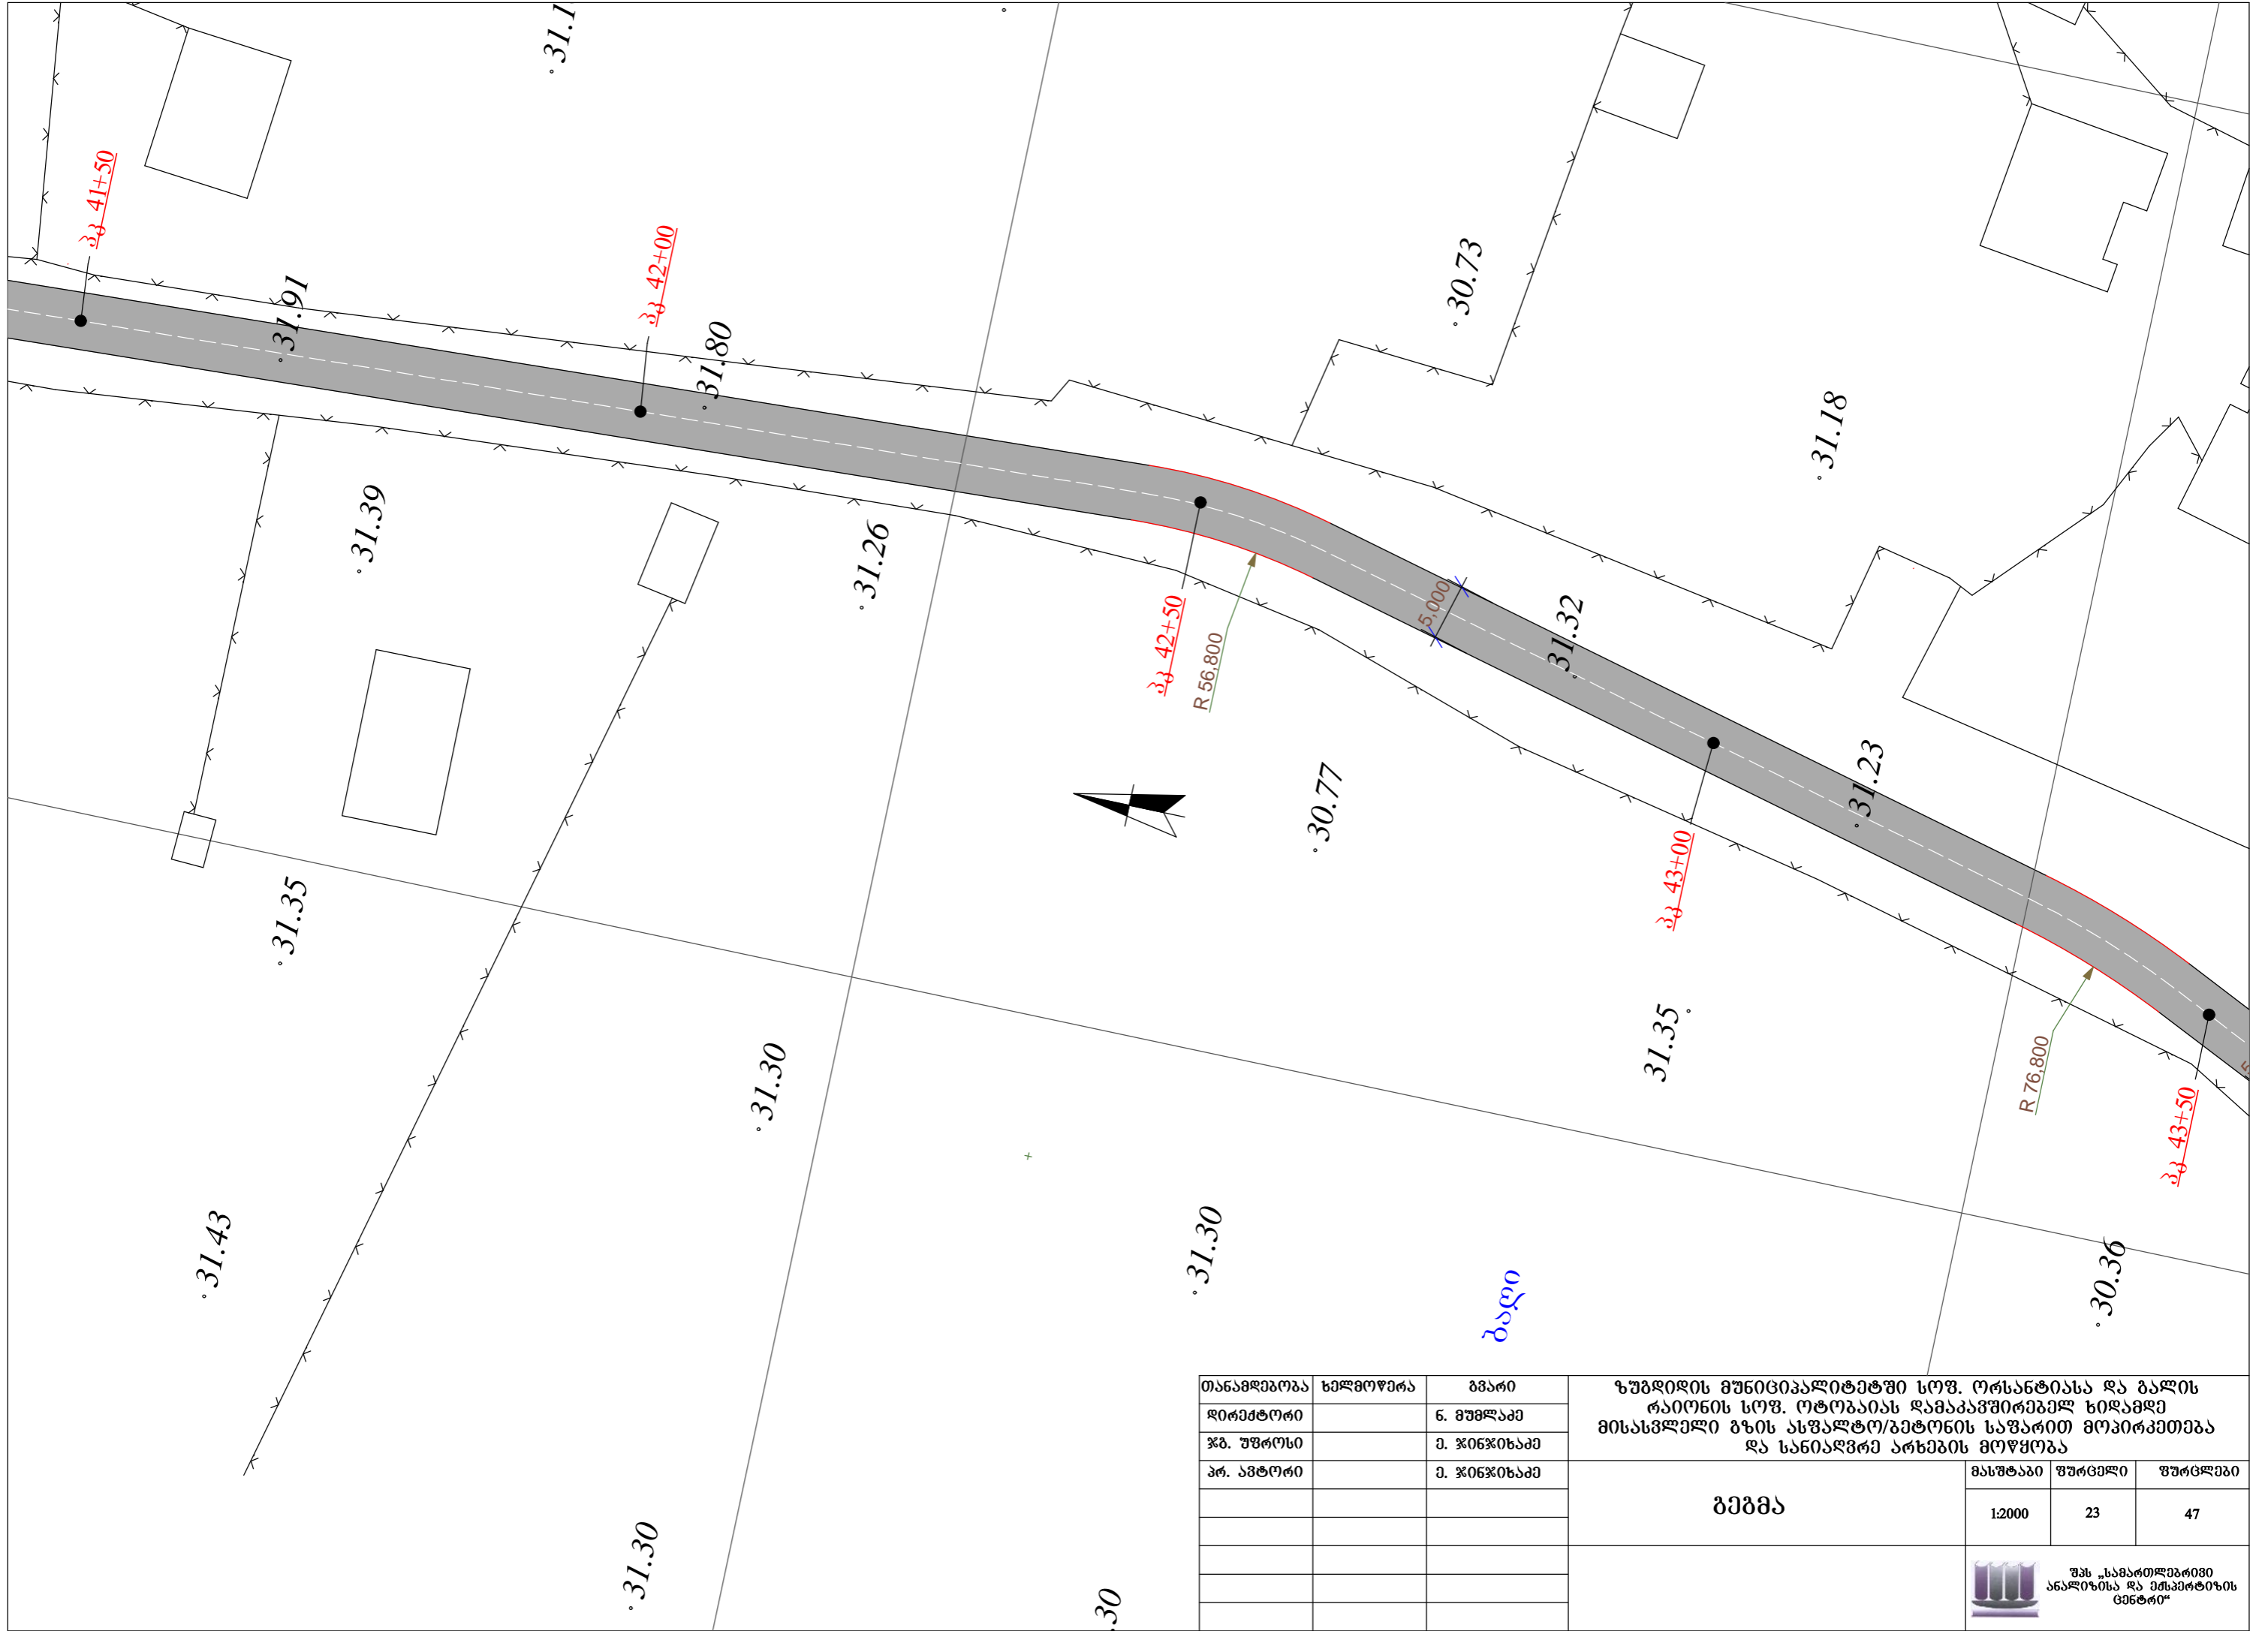 31.1
პკ 41+50
პკ 42+00
31.91
31.80
30.73
31.18
31.39
31.26
პკ 42+50
R 56,800
5,000
31.32
31.23
30.77
პკ 43+00
31.35
31.30
31.35
R 76,800
პკ 43+50
31.43
31.30
30.36
ბაღი
31.30
.30
თანამდებობა ხელმოწერა გვარი
დირექტორი ნ. მუმლაძე
ჯგ. უფროსი ე. ჯინჯიხაძე
პრ. ავტორი ე. ჯინჯიხაძე
ზუგდიდის მუნიციპალიტეტში სოფ. ორსანტიასა და გალის
რაიონის სოფ. ოტობაიას დამაკავშირებელ ხიდამდე
მისასვლელი გზის ასფალტო/ბეტონის საფარით მოპირკეთება
და სანიაღვრე არხების მოწყობა
გეგმა
მასშტაბი ფურცელი ფურცლები
1:2000 23 47
შპს „სამართლებრივი
ანალიზისა და ექსპერტიზის
ცენტრი“